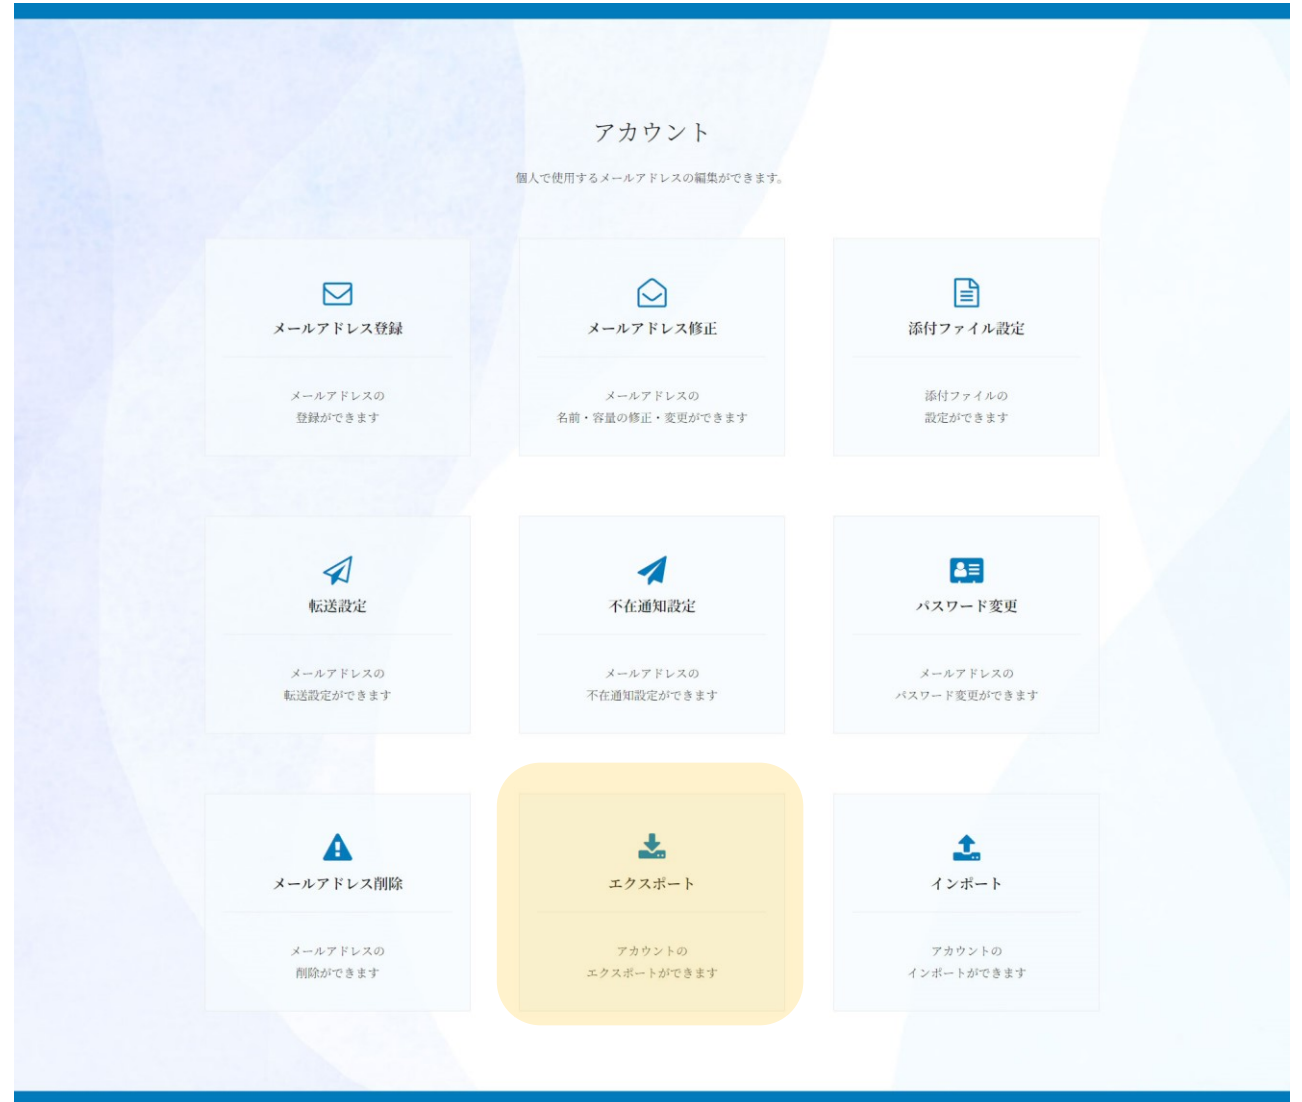 アカウント
個人で使用するメールアドレスの編集ができます。
メールアドレス登録
メールアドレスの
登録ができます
メールアドレス修正
メールアドレスの
名前・容量の修正・変更ができます
添付ファイル設定
添付ファイルの
設定ができます
転送設定
メールアドレスの
転送設定ができます
不在通知設定
メールアドレスの
不在通知設定ができます
パスワード変更
メールアドレスの
パスワード変更ができます
メールアドレス削除
メールアドレスの
削除ができます
エクスポート
アカウントの
エクスポートができます
インポート
アカウントの
インポートができます